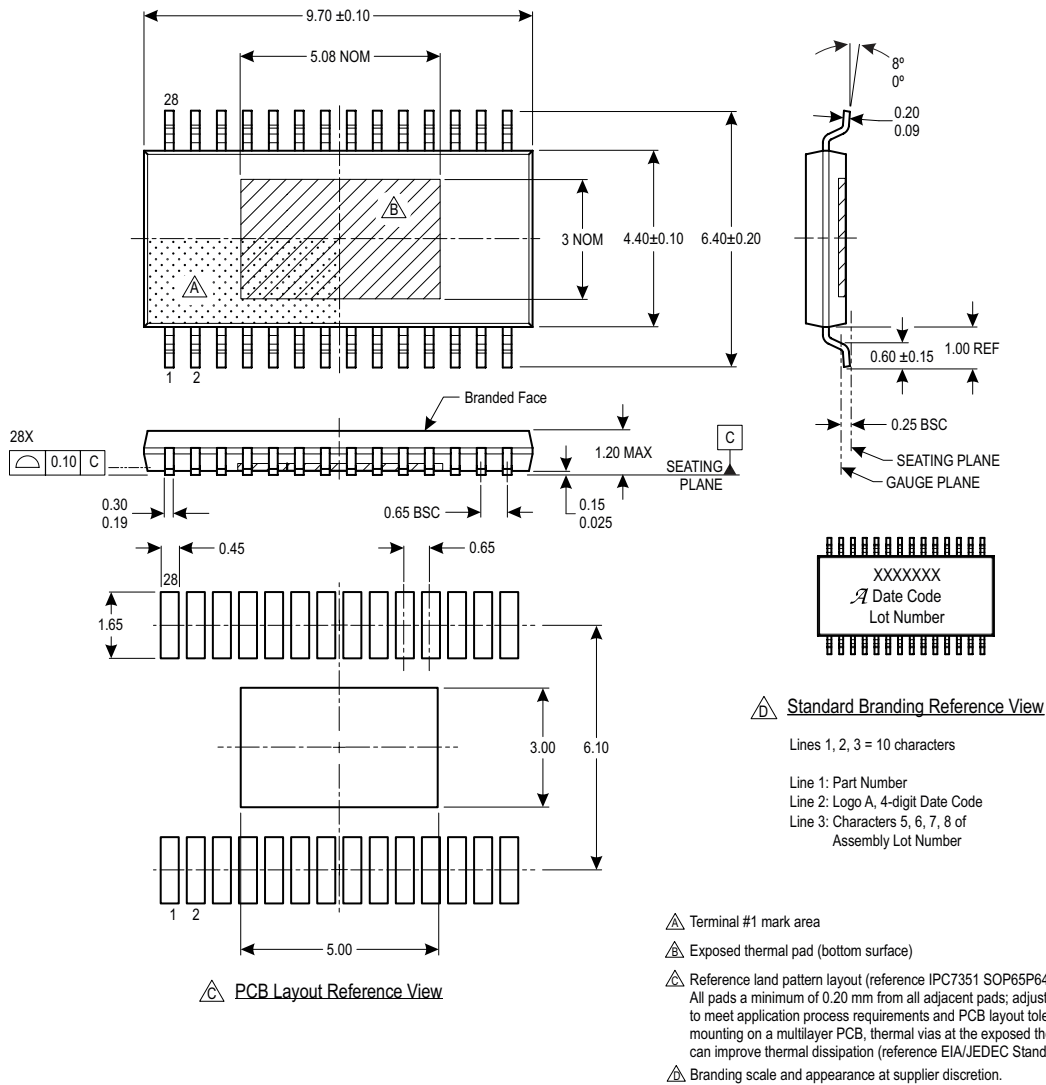 9.70 ±0.10
5.08 NOM
28
8º
0º
0.20
0.09
B
A
3 NOM
4.40±0.10
6.40±0.20
1 2
0.60 ±0.15
1.00 REF
0.25 BSC
SEATING PLANE
GAUGE PLANE
Branded Face
28X
0.10 C
1.20 MAX
C
SEATING
PLANE
0.30
0.19
0.65 BSC
0.15
0.025
0.45
0.65
28
1.65
3.00
6.10
1 2
5.00
C PCB Layout Reference View
XXXXXXX
A Date Code
Lot Number
D Standard Branding Reference View
Lines 1, 2, 3 = 10 characters
Line 1: Part Number
Line 2: Logo A, 4-digit Date Code
Line 3: Characters 5, 6, 7, 8 of
Assembly Lot Number
A Terminal #1 mark area
B Exposed thermal pad (bottom surface)
C Reference land pattern layout (reference IPC7351 SOP65P64
All pads a minimum of 0.20 mm from all adjacent pads; adjust
to meet application process requirements and PCB layout tole
mounting on a multilayer PCB, thermal vias at the exposed the
can improve thermal dissipation (reference EIA/JEDEC Stand
D Branding scale and appearance at supplier discretion.